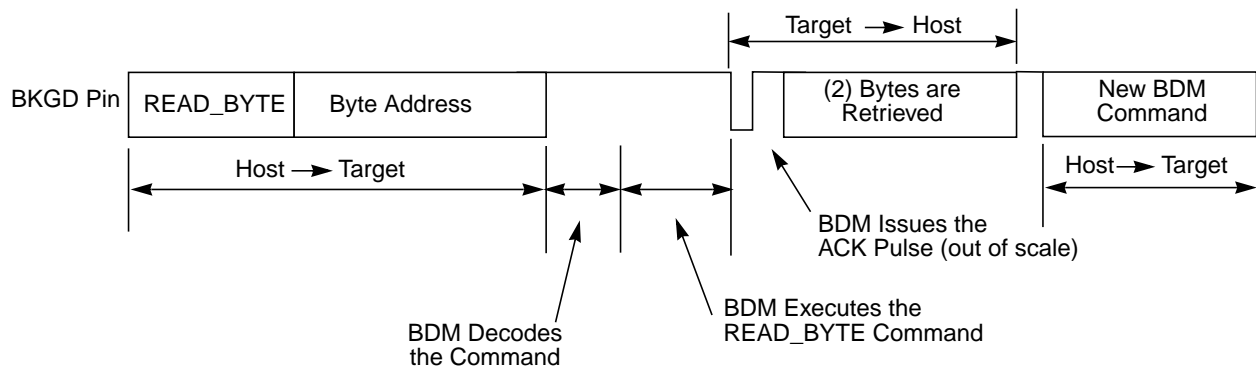 Target Host
BKGD Pin
READ_BYTE
Byte Address
(2) Bytes are
Retrieved
New BDM
Command
Host Target
Host Target
BDM Issues the
ACK Pulse (out of scale)
BDM Decodes
the Command
BDM Executes the
READ_BYTE Command